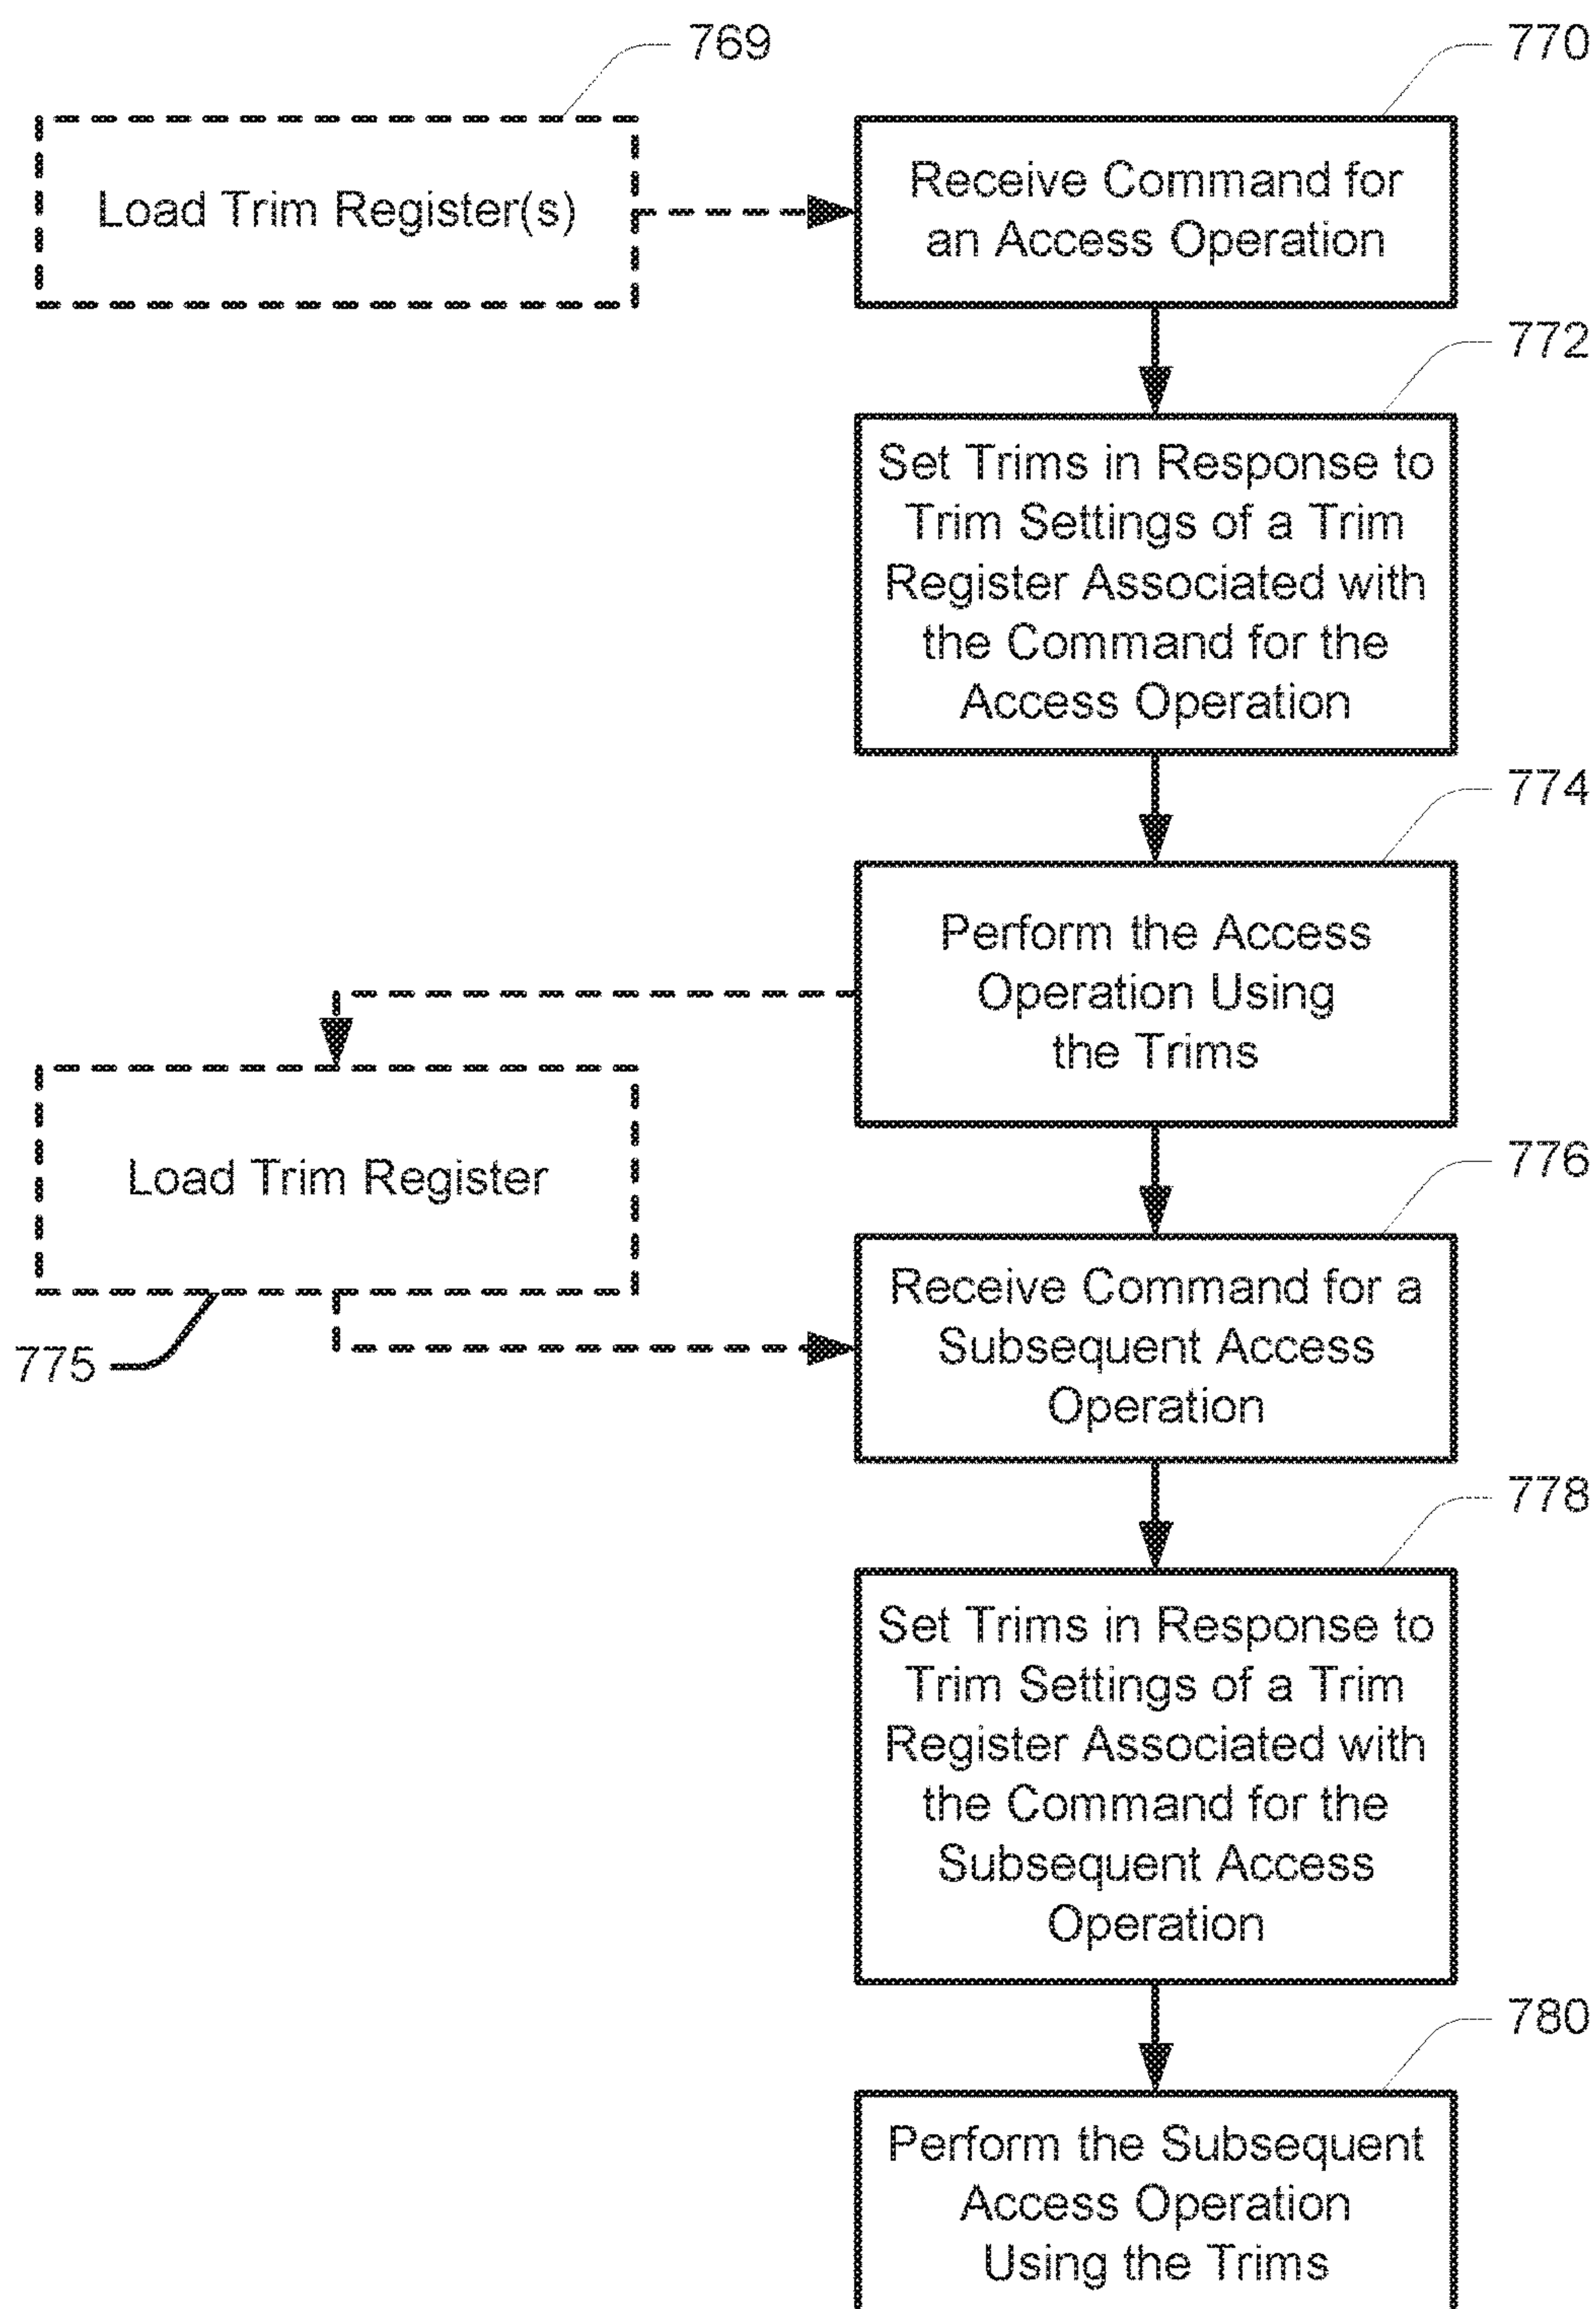 769
770
Load Trim Register(s)
Receive Command for
an Access Operation
772
Set Trims in Response to
Trim Settings of a Trim
Register Associated with
the Command for the
Access Operation
774
Perform the Access
Operation Using
the Trims
Load Trim Register
775
776
Receive Command for a
Subsequent Access
Operation
778
Set Trims in Response to
Trim Settings of a Trim
Register Associated with
the Command for the
Subsequent Access
Operation
780
Perform the Subsequent
Access Operation
Using the Trims